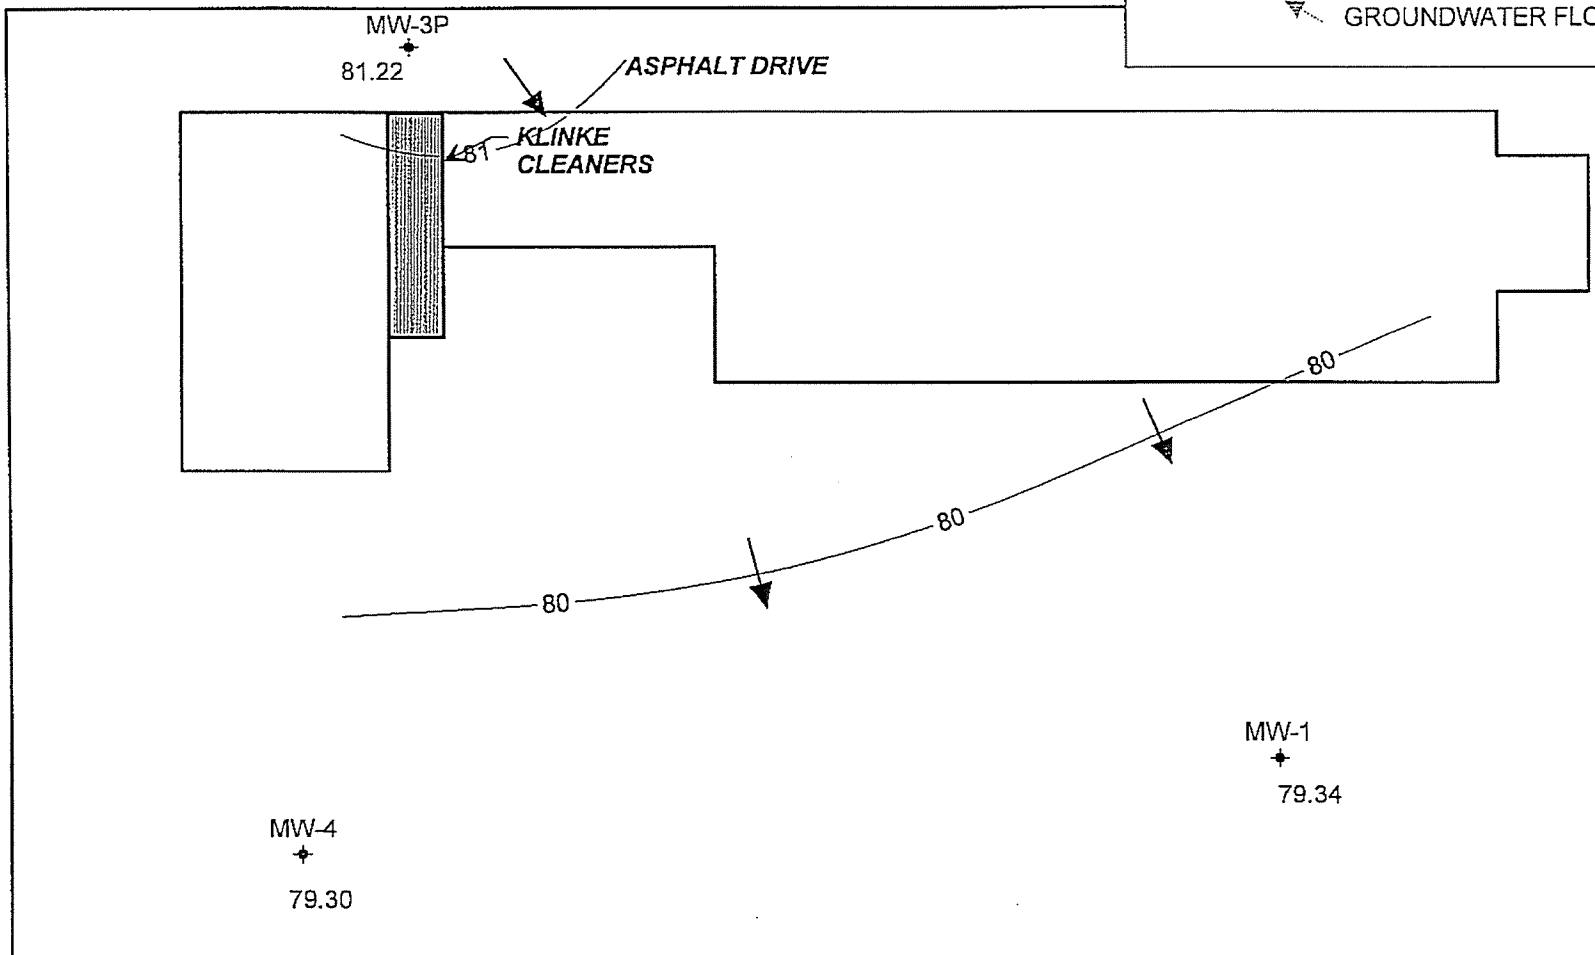 GROUNDWATER
MW-3P
81.22
ASPHALT DRIVE
81
KLINKE
CLEANERS
80
80
80
MW-1
79.34
MW-4
79.30